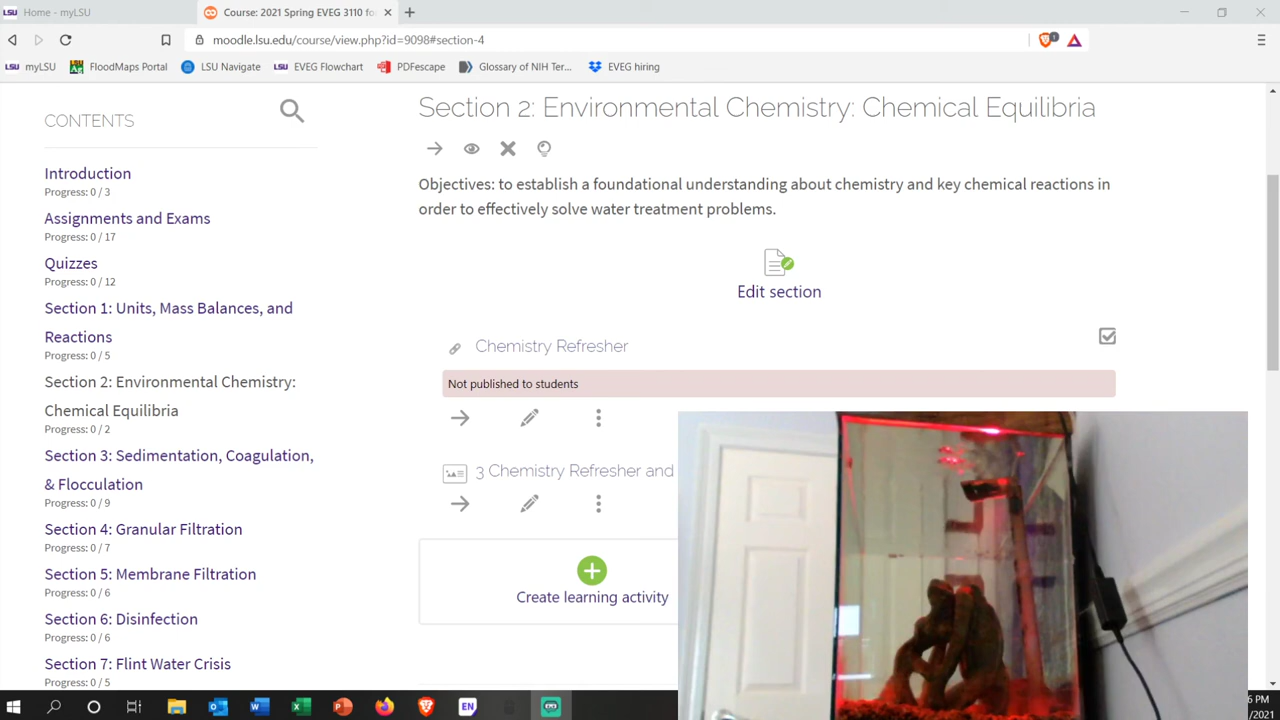 LSU Home - myLSU
Course: 2021 Spring EVEG 3110 fo
moodle.lsu.edu/course/view.php?id=9098#section-4
1
LSU myLSU FloodMaps Portal LSU Navigate LSU EVEG Flowchart PDFescape Glossary of NIH Ter... EVEG hiring
CONTENTS
Introduction
Progress: 0 / 3
Assignments and Exams
Progress: 0 / 17
Quizzes
Progress: 0 / 12
Section 1: Units, Mass Balances, and
Reactions
Progress: 0 / 5
Section 2: Environmental Chemistry:
Chemical Equilibria
Progress: 0 / 2
Section 3: Sedimentation, Coagulation,
& Flocculation
Progress: 0 / 9
Section 4: Granular Filtration
Progress: 0 / 7
Section 5: Membrane Filtration
Progress: 0 / 6
Section 6: Disinfection
Progress: 0 / 6
Section 7: Flint Water Crisis
Progress: 0 / 5
Section 2: Environmental Chemistry: Chemical Equilibria
Objectives: to establish a foundational understanding about chemistry and key chemical reactions in
order to effectively solve water treatment problems.
Edit section
Chemistry Refresher
Not published to students
3 Chemistry Refresher and
Create learning activity
EN
6 PM
/2021